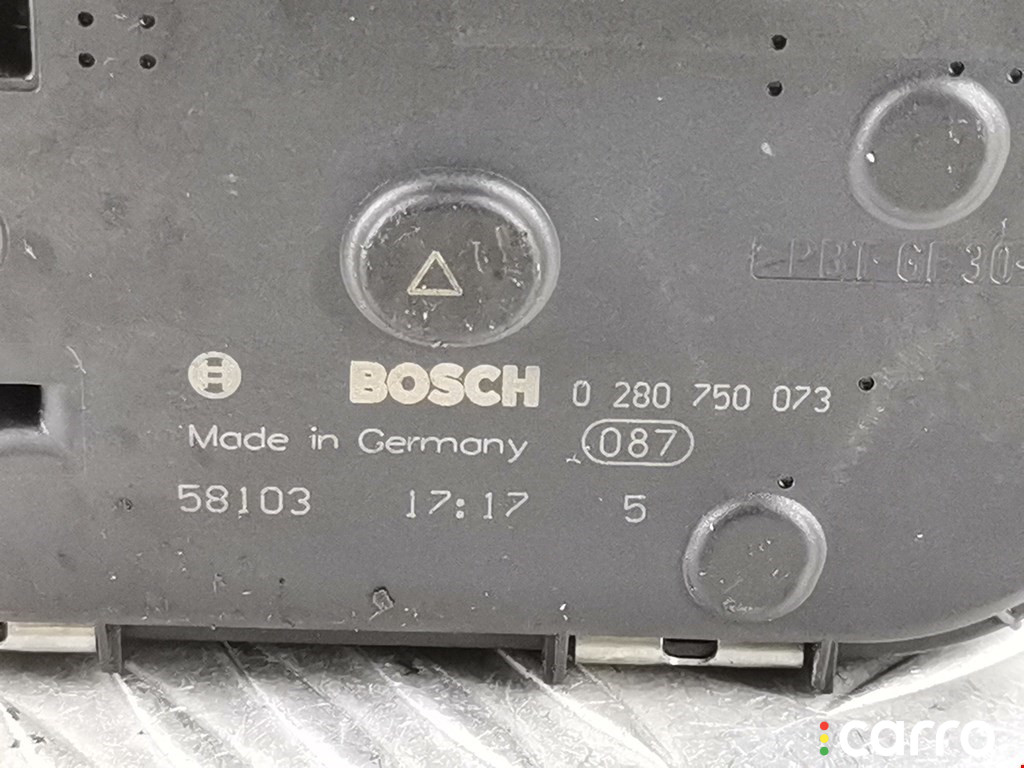 PBT-GF30
BOSCH 0 280 750 073
Made in Germany 087
58103 17:17 5
carra